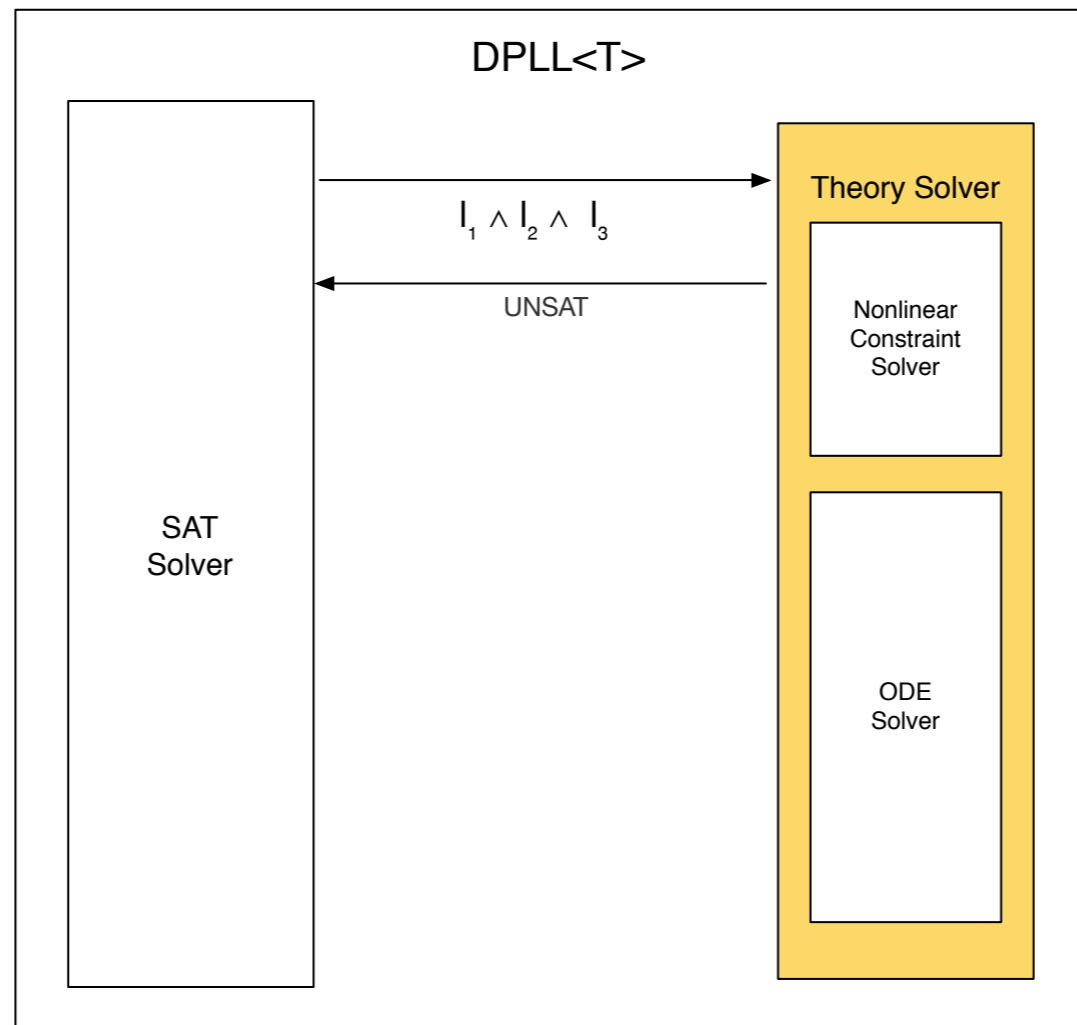 DPLL<T>
Theory Solver
l₁ ∧ l₂ ∧ l₃
UNSAT
Nonlinear
Constraint
Solver
SAT
Solver
ODE
Solver